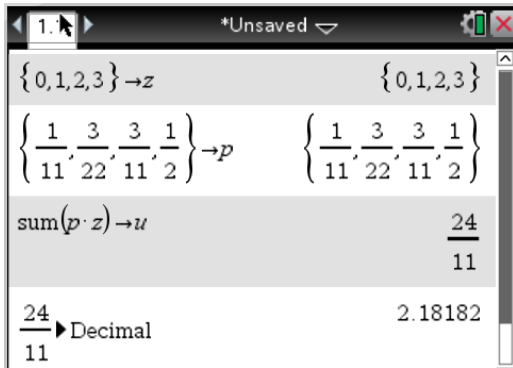 1.1 *Unsaved
{0,1,2,3}→z {0,1,2,3}
{1/11, 3/22, 3/11, 1/2}→p {1/11, 3/22, 3/11, 1/2}
sum(p·z)→u 24/11
24/11▸Decimal 2.18182